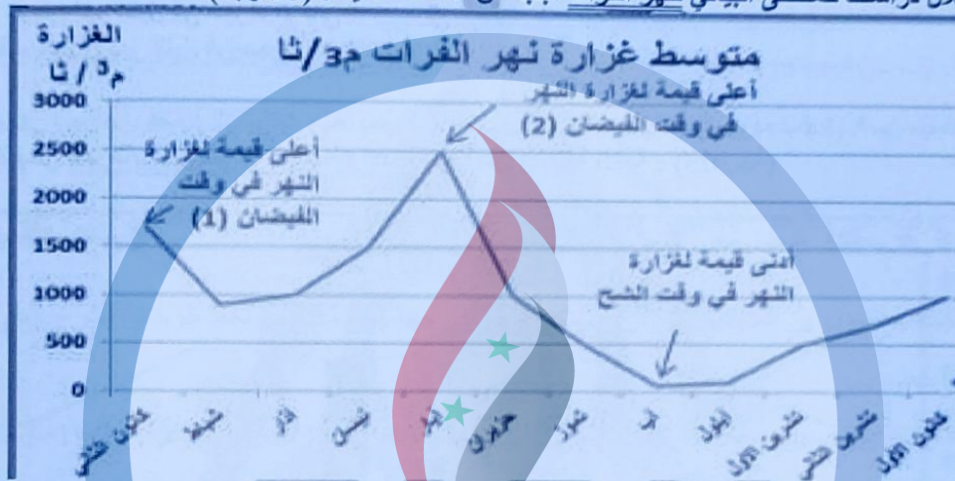 الغزارة
م³ / ثا
متوسط غزارة نهر الفرات م3/ثا
أعلى قيمة لغزارة النهر
في وقت الفيضان (2)
أعلى قيمة لغزارة
النهر في وقت
الفيضان (1)
أدنى قيمة لغزارة
النهر في وقت الشح
3000
2500
2000
1500
1000
500
0
كانون الثاني
شباط
آذار
نيسان
أيار
حزيران
تموز
آب
أيلول
تشرين الأول
تشرين الثاني
كانون الأول